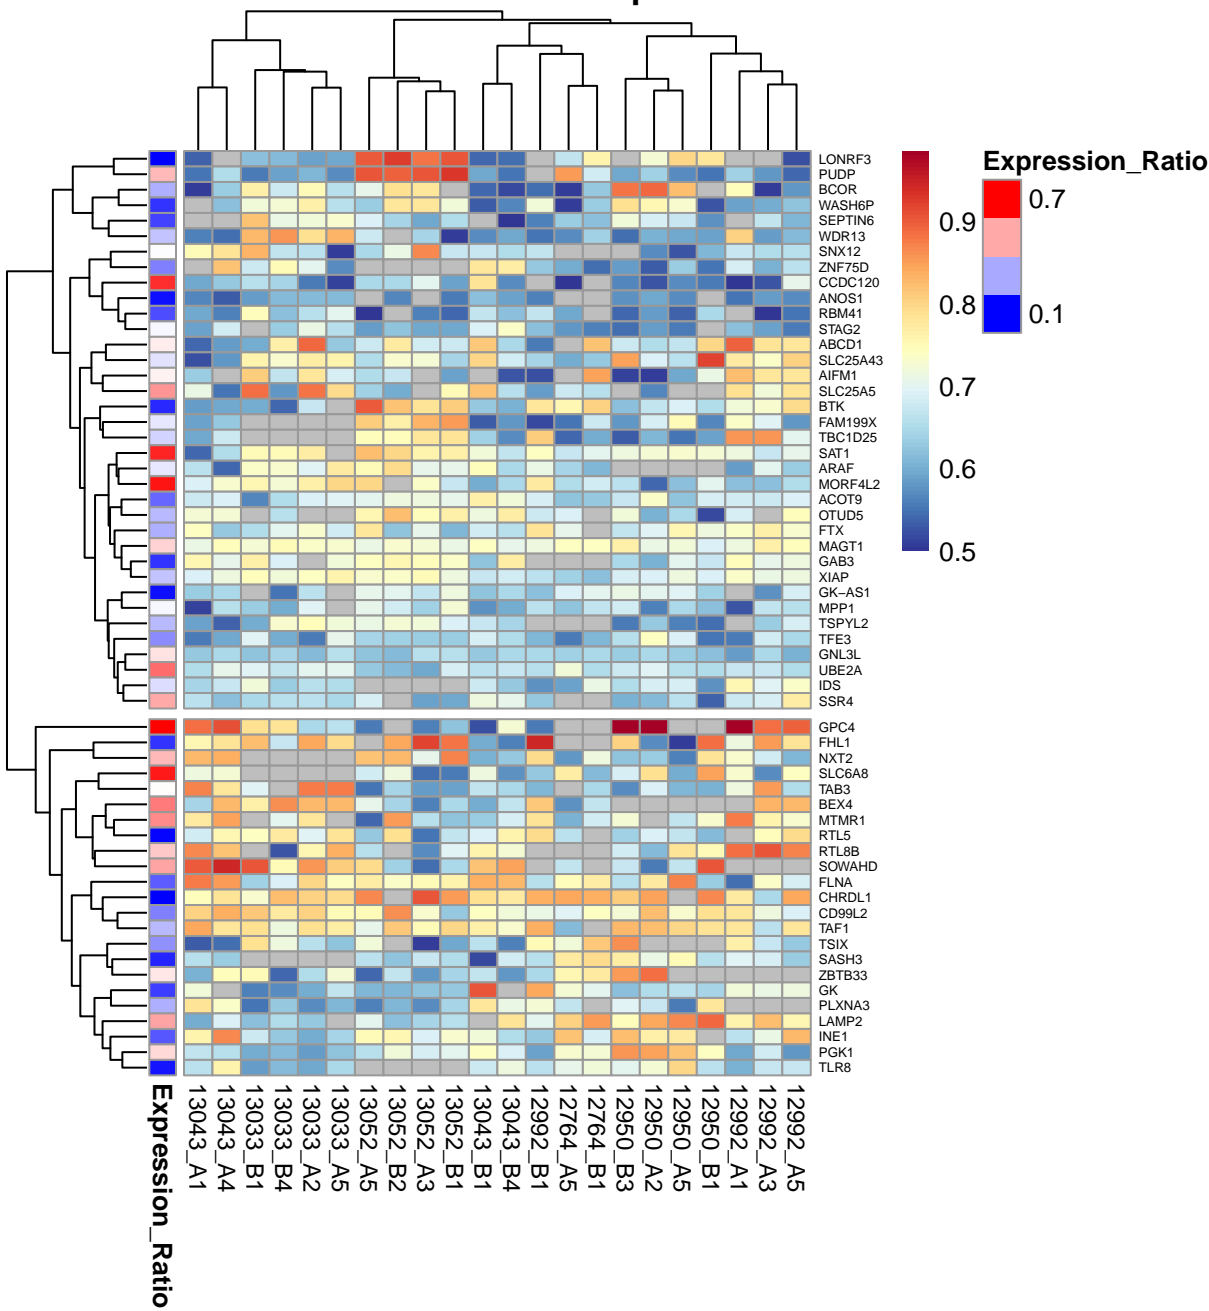 LONRF3
PUDP
BCOR
WASH6P
SEPTIN6
WDR13
SNX12
ZNF75D
CCDC120
ANOS1
RBM41
STAG2
ABCD1
SLC25A43
AIFM1
SLC25A5
BTK
FAM199X
TBC1D25
SAT1
ARAF
MORF4L2
ACOT9
OTUD5
FTX
MAGT1
GAB3
XIAP
GK−AS1
MPP1
TSPYL2
TFE3
GNL3L
UBE2A
IDS
SSR4
GPC4
FHL1
NXT2
SLC6A8
TAB3
BEX4
MTMR1
RTL5
RTL8B
SOWAHD
FLNA
CHRDL1
CD99L2
TAF1
TSIX
SASH3
ZBTB33
GK
PLXNA3
LAMP2
INE1
PGK1
TLR8
0.9
0.8
0.7
0.6
0.5
Expression_Ratio
0.7
0.1
Expression_Ratio
13043_A1
13043_A4
13033_B1
13033_B4
13033_A2
13033_A5
13052_A5
13052_B2
13052_A3
13052_B1
13043_B1
13043_B4
12992_B1
12764_A5
12764_B1
12950_B3
12950_A2
12950_A5
12950_B1
12992_A1
12992_A3
12992_A5